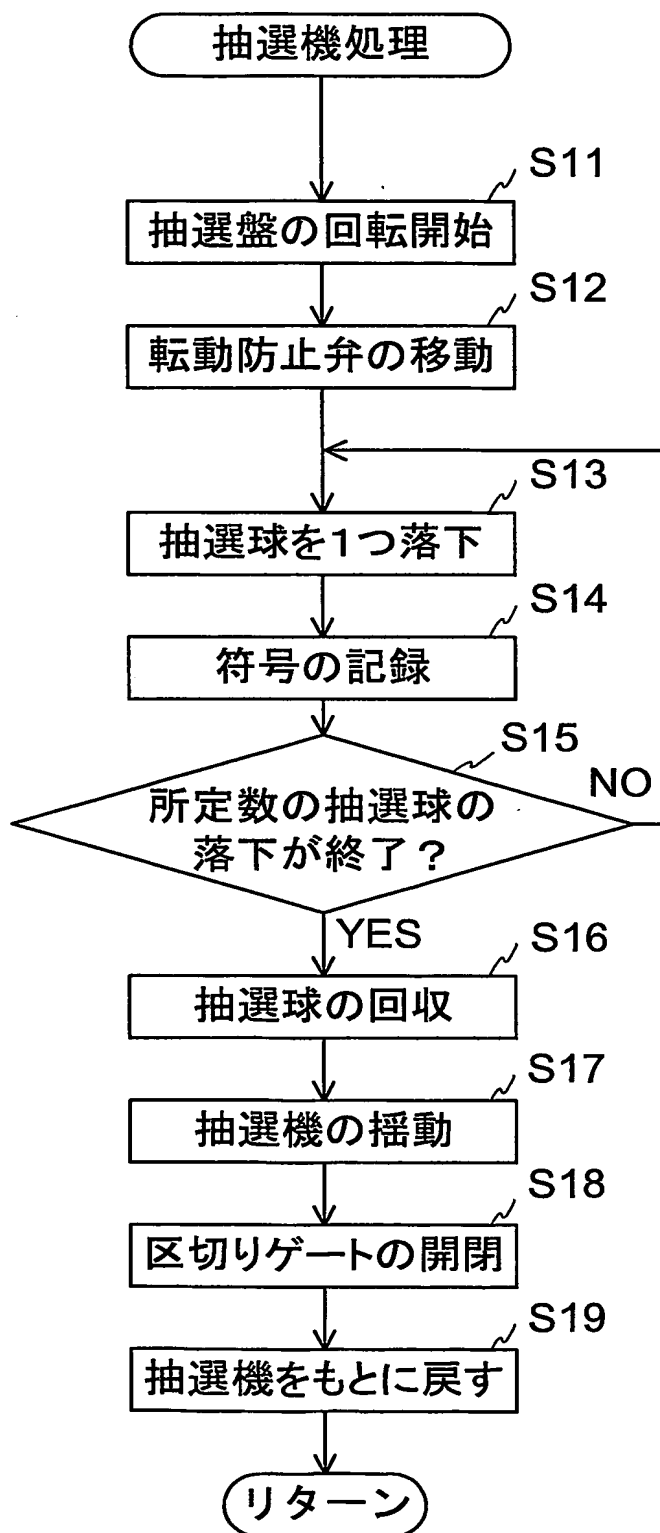 抽選機処理
S11
抽選盤の回転開始
S12
転動防止弁の移動
S13
抽選球を1つ落下
S14
符号の記録
S15
所定数の抽選球の
落下が終了？
NO
YES
S16
抽選球の回収
S17
抽選機の揺動
S18
区切りゲートの開閉
S19
抽選機をもとに戻す
リターン